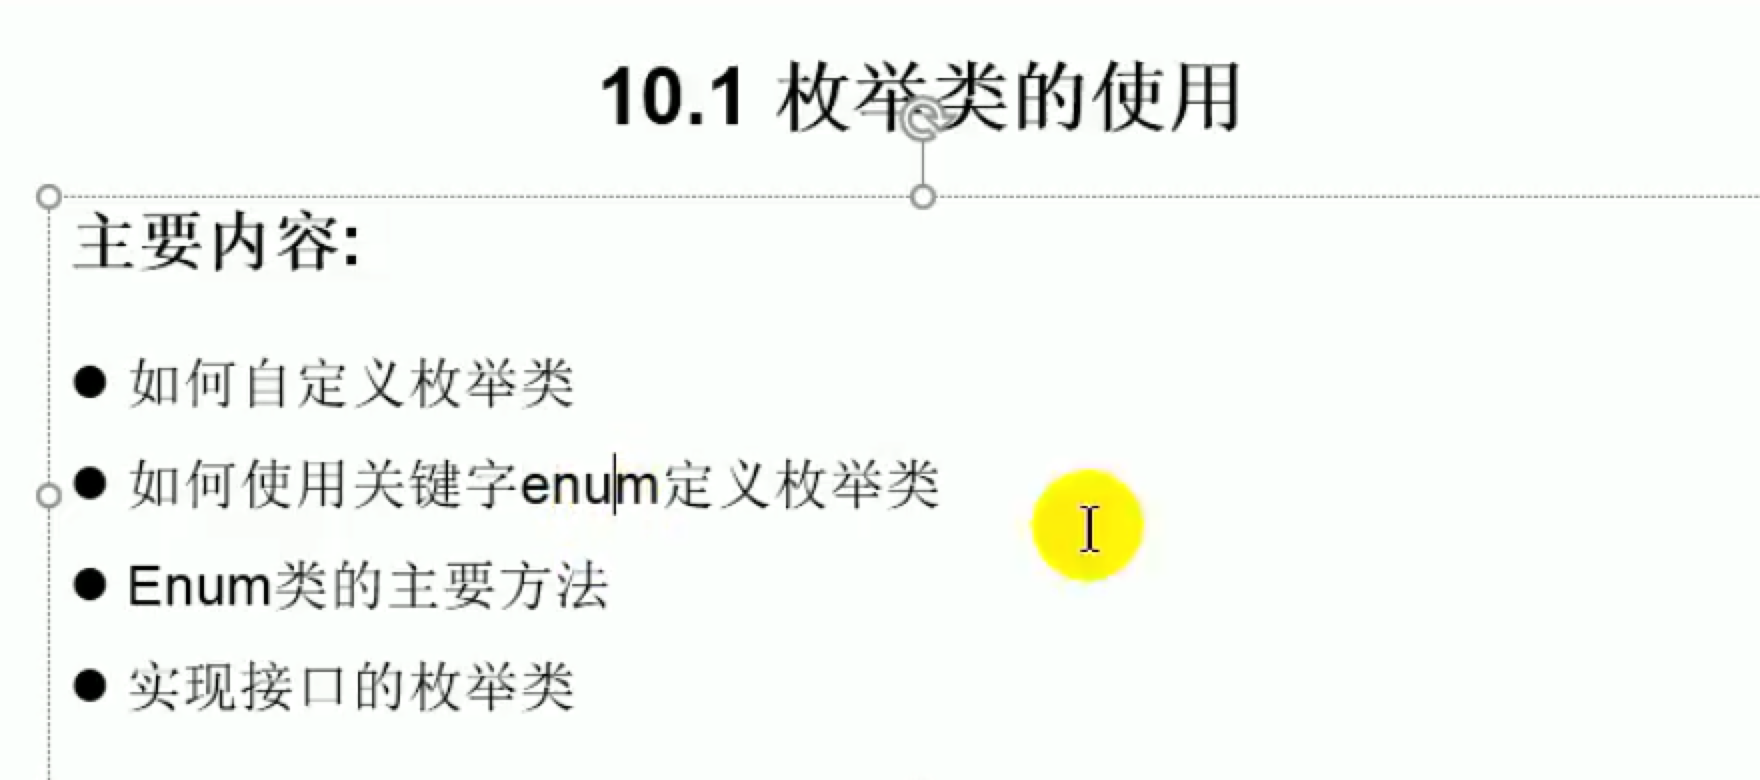 10.1 枚举类的使用
主要内容:
● 如何自定义枚举类
● 如何使用关键字enum定义枚举类
● Enum类的主要方法
● 实现接口的枚举类